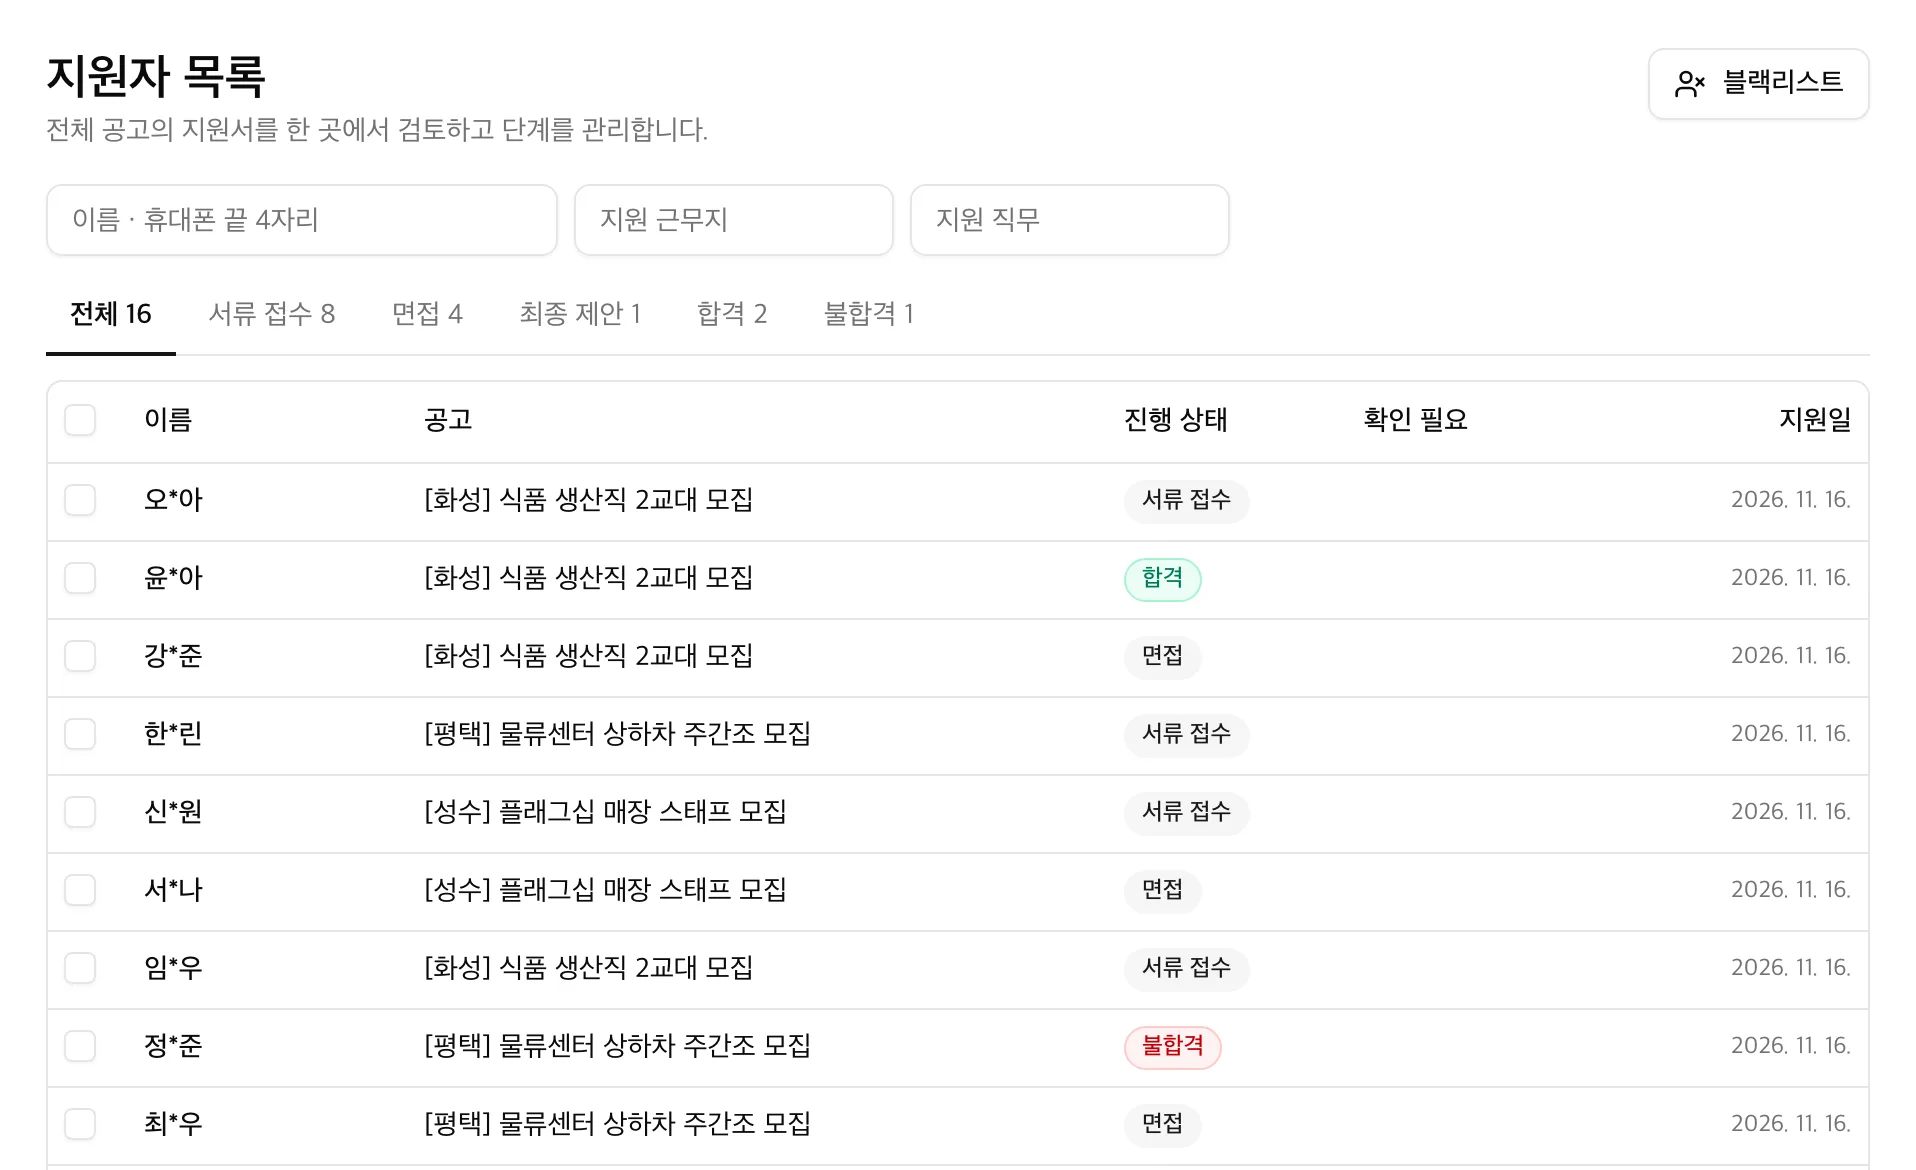 지원자 목록
블랙리스트
전체 공고의 지원서를 한 곳에서 검토하고 단계를 관리합니다.
이름 · 휴대폰 끝 4자리 지원 근무지 지원 직무
전체 16 서류 접수 8 면접 4 최종 제안 1 합격 2 불합격 1
이름 공고 진행 상태 확인 필요 지원일
오*아 [화성] 식품 생산직 2교대 모집 서류 접수 2026. 11. 16.
윤*아 [화성] 식품 생산직 2교대 모집 합격 2026. 11. 16.
강*준 [화성] 식품 생산직 2교대 모집 면접 2026. 11. 16.
한*린 [평택] 물류센터 상하차 주간조 모집 서류 접수 2026. 11. 16.
신*원 [성수] 플래그십 매장 스태프 모집 서류 접수 2026. 11. 16.
서*나 [성수] 플래그십 매장 스태프 모집 면접 2026. 11. 16.
임*우 [화성] 식품 생산직 2교대 모집 서류 접수 2026. 11. 16.
정*준 [평택] 물류센터 상하차 주간조 모집 불합격 2026. 11. 16.
최*우 [평택] 물류센터 상하차 주간조 모집 면접 2026. 11. 16.